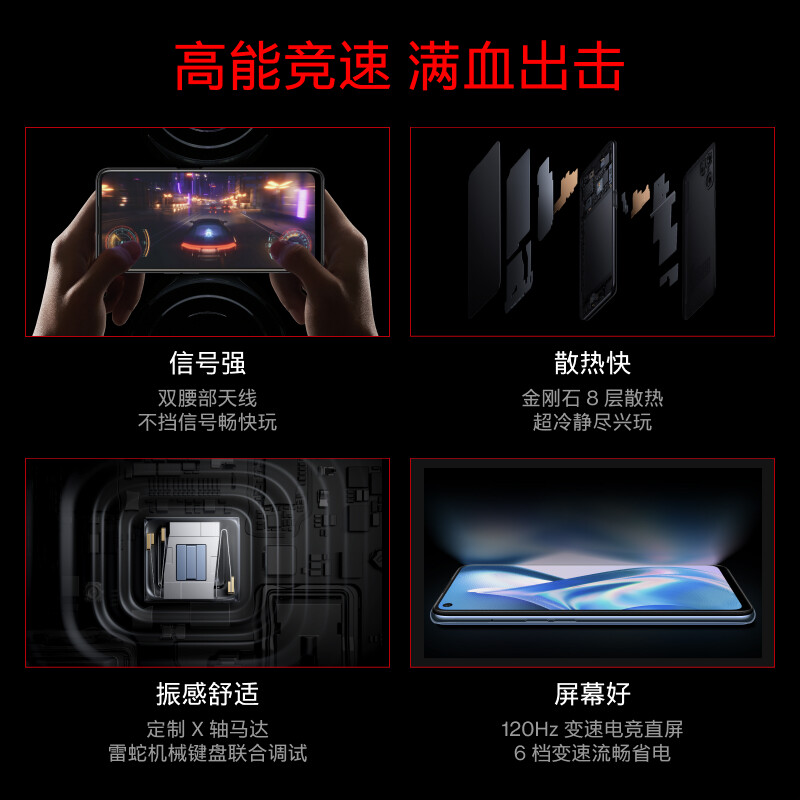 高能竞速 满血出击
信号强
双腰部天线
不挡信号畅快玩
散热快
金刚石 8 层散热
超冷静尽兴玩
振感舒适
定制 X 轴马达
雷蛇机械键盘联合调试
屏幕好
120Hz 变速电竞直屏
6 档变速流畅省电